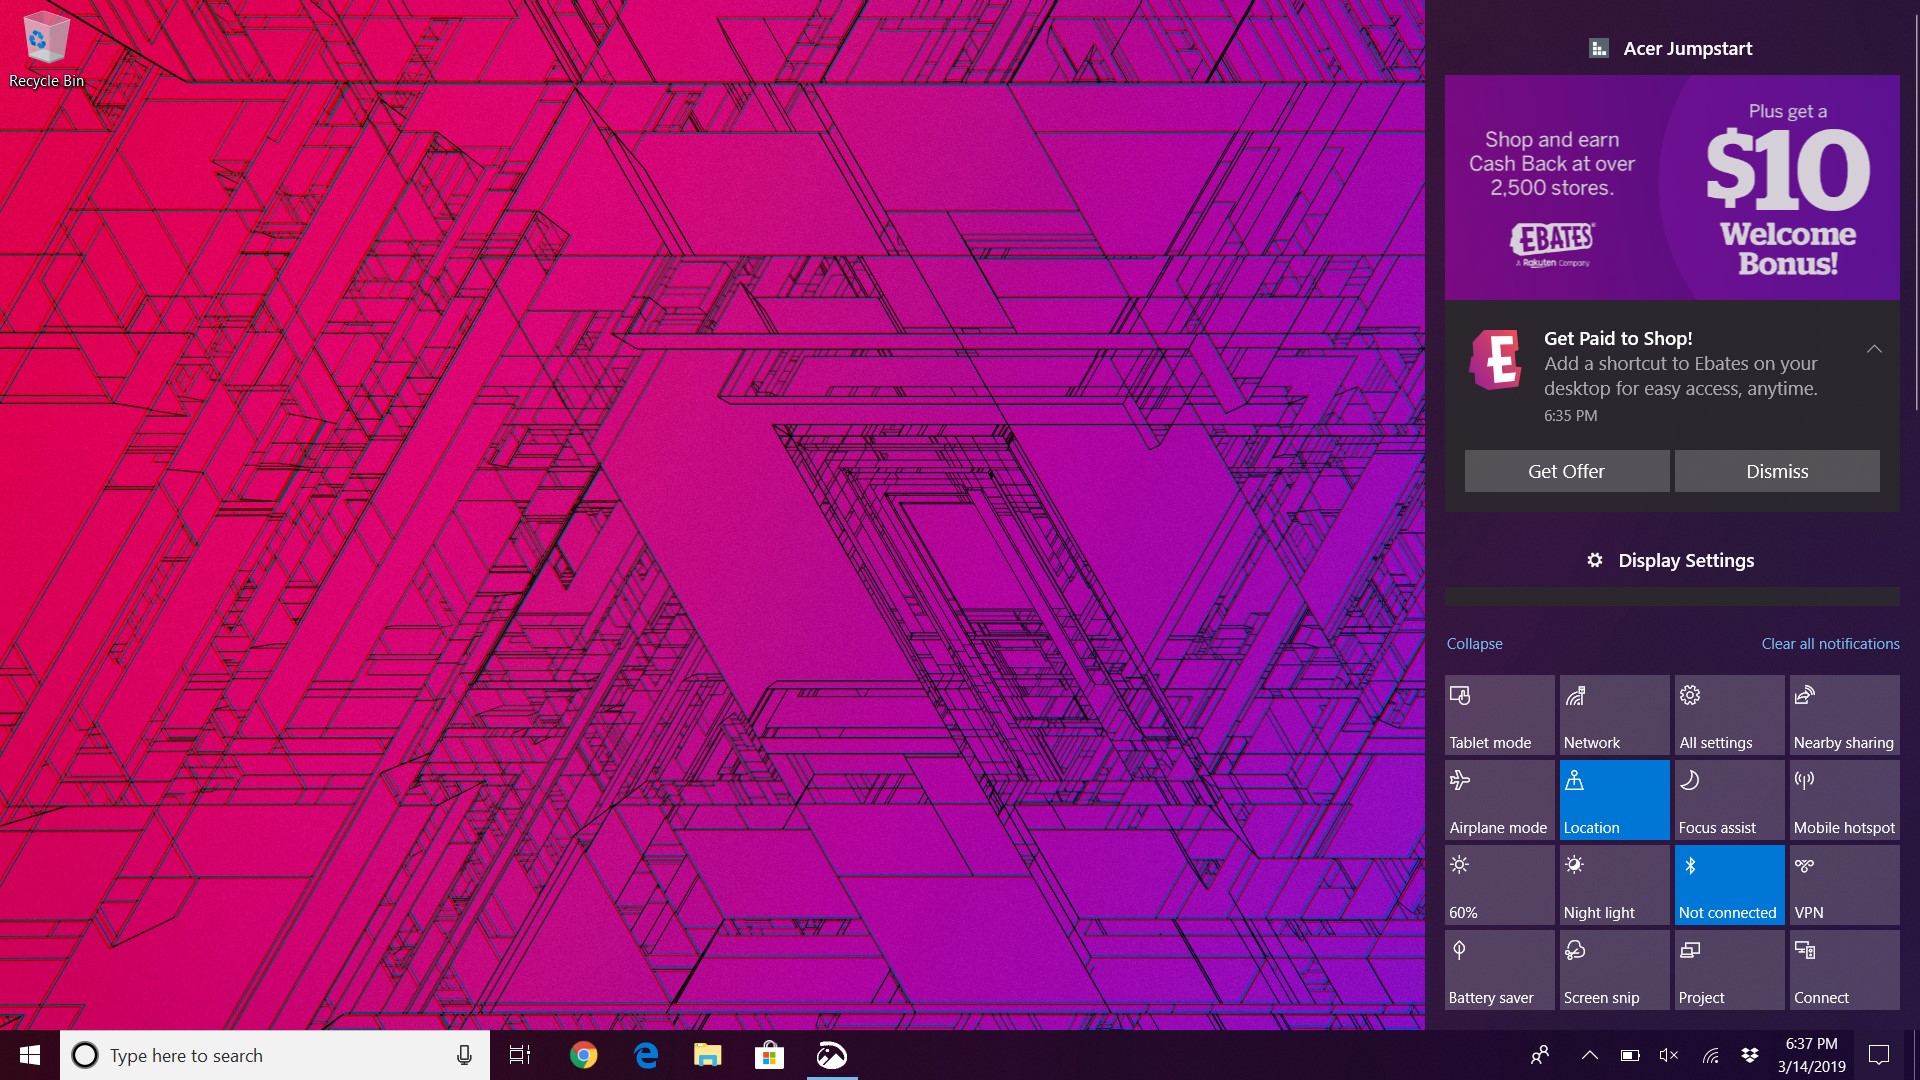 Recycle Bin
Acer Jumpstart
Shop and earn
Cash Back at over
2,500 stores.
EBATES
A Rakuten Company
Plus get a
$10
Welcome
Bonus!
Get Paid to Shop!
Add a shortcut to Ebates on your
desktop for easy access, anytime.
6:35 PM
Get Offer
Dismiss
Display Settings
Collapse
Clear all notifications
Tablet mode
Network
All settings
Nearby sharing
Airplane mode
Location
Focus assist
Mobile hotspot
60%
Night light
Not connected
VPN
Battery saver
Screen snip
Project
Connect
Type here to search
6:37 PM
3/14/2019